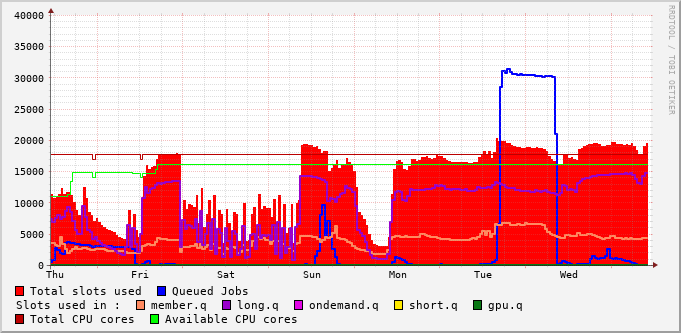 40000
35000
30000
25000
20000
15000
10000
5000
0
Thu Fri Sat Sun Mon Tue Wed
Total slots used Queued Jobs
Slots used in : member.q long.q ondemand.q short.q gpu.q
Total CPU cores Available CPU cores
RRDTOOL / TOBI OETIKER